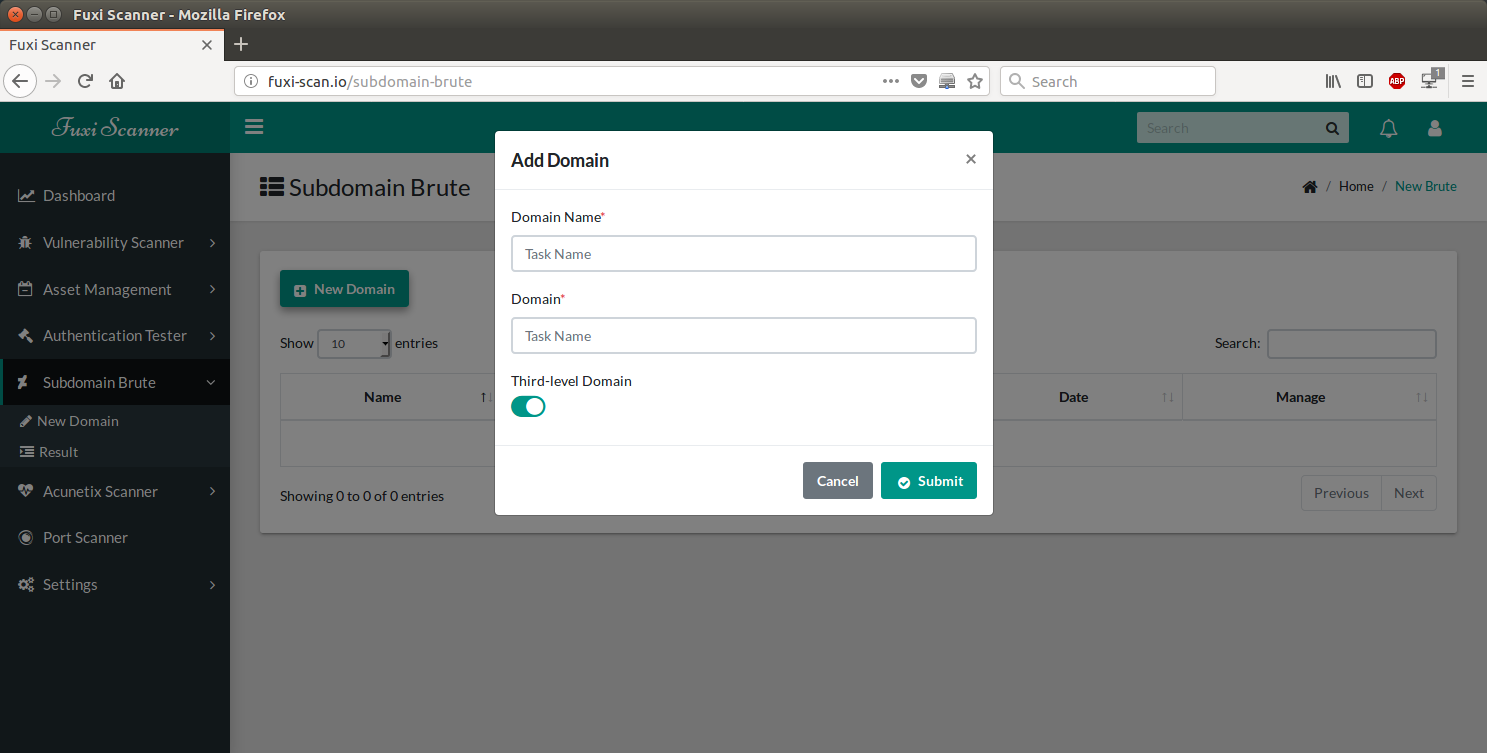 Fuxi Scanner - Mozilla Firefox
Fuxi Scanner
fuxi-scan.io/subdomain-brute
Search
ABP
1
Fuxi Scanner
Search
Dashboard
Vulnerability Scanner
Asset Management
Authentication Tester
Subdomain Brute
New Domain
Result
Acunetix Scanner
Port Scanner
Settings
Subdomain Brute
/ Home / New Brute
New Domain
Show 10 entries
Search:
Name Date Manage
Showing 0 to 0 of 0 entries
Previous Next
Add Domain
Domain Name*
Task Name
Domain*
Task Name
Third-level Domain
Cancel Submit